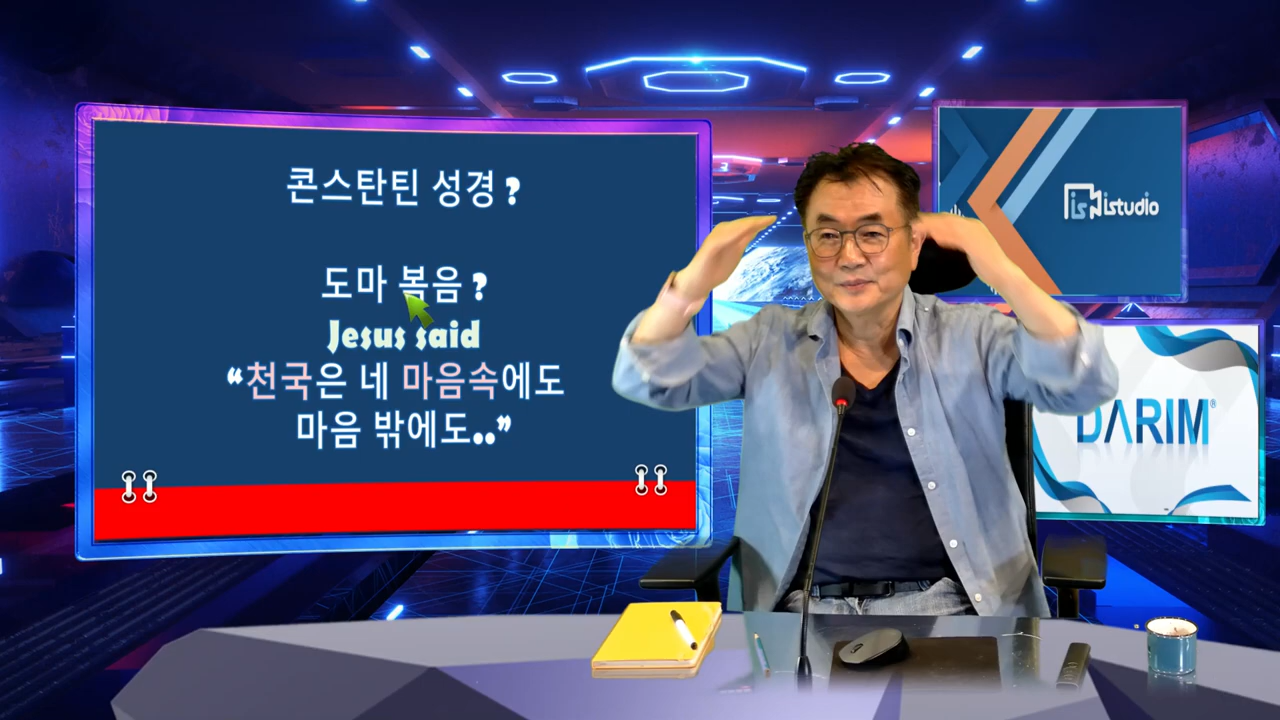 콘스탄틴 성경?
도마 복음?
Jesus said
“천국은 네 마음속에도
마음 밖에도..”
is istudio
DARIM®